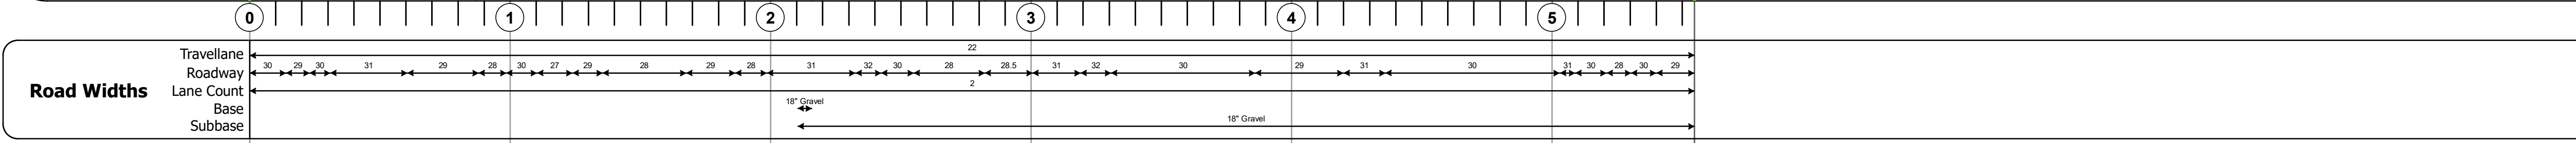 0 1 2 3 4 5
Travellane 22
Roadway 30 29 30 31 29 28 30 27 29 28 29 28 31 32 30 28 28.5 31 32 30 29 31 30 31 30 28 30 29
Road Widths
Lane Count 2
Base 18" Gravel
Subbase 18" Gravel